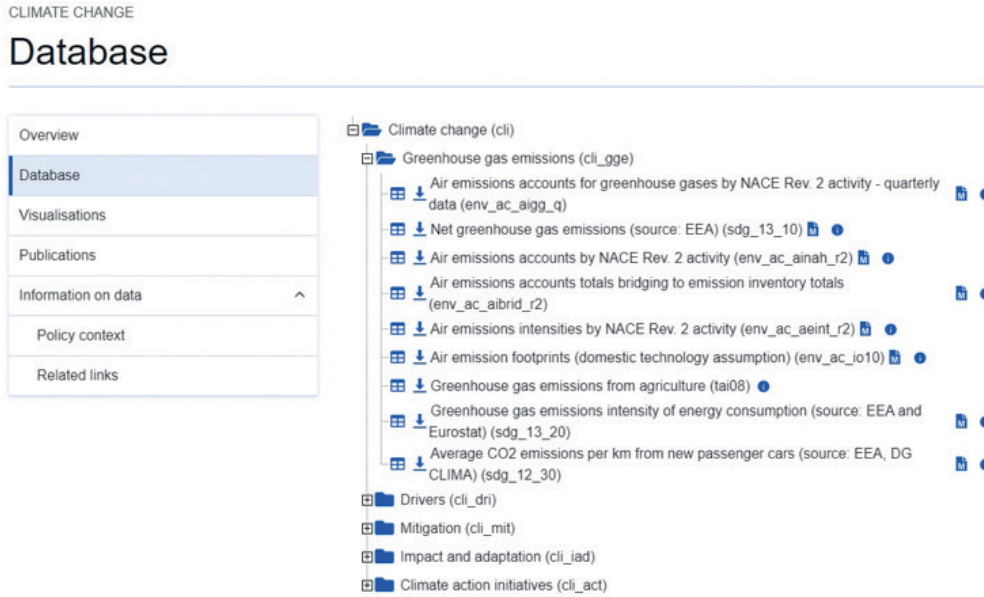 CLIMATE CHANGE
Database
Overview
Database
Visualisations
Publications
Information on data
Policy context
Related links
Climate change (cli)
Greenhouse gas emissions (cli_gge)
Air emissions accounts for greenhouse gases by NACE Rev. 2 activity - quarterly
data (env_ac_aigg_q)
Net greenhouse gas emissions (source: EEA) (sdg_13_10)
Air emissions accounts by NACE Rev. 2 activity (env_ac_ainah_r2)
Air emissions accounts totals bridging to emission inventory totals
(env_ac_aibrid_r2)
Air emissions intensities by NACE Rev. 2 activity (env_ac_aeint_r2)
Air emission footprints (domestic technology assumption) (env_ac_io10)
Greenhouse gas emissions from agriculture (tai08)
Greenhouse gas emissions intensity of energy consumption (source: EEA and
Eurostat) (sdg_13_20)
Average CO2 emissions per km from new passenger cars (source: EEA, DG
CLIMA) (sdg_12_30)
Drivers (cli_dri)
Mitigation (cli_mit)
Impact and adaptation (cli_iad)
Climate action initiatives (cli_act)